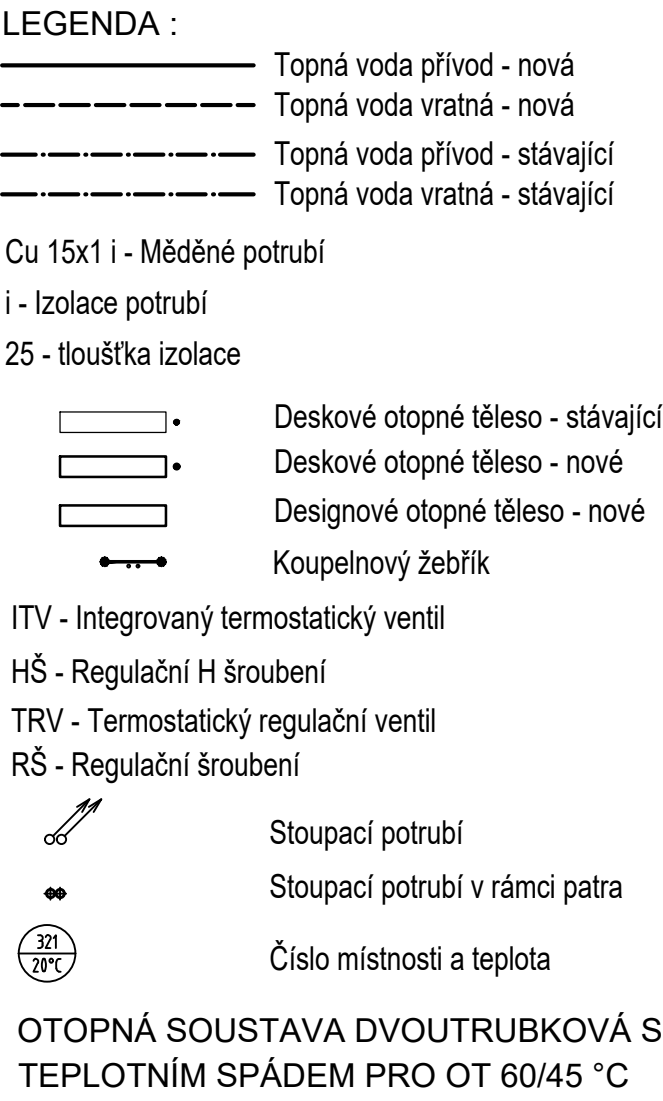 LEGENDA :
Topná voda přívod - nová
Topná voda vratná - nová
Topná voda přívod - stávající
Topná voda vratná - stávající
Cu 15x1 i - Měděné potrubí
i - Izolace potrubí
25 - tloušťka izolace
Deskové otopné těleso - stávající
Deskové otopné těleso - nové
Designové otopné těleso - nové
Koupelnový žebřík
ITV - Integrovaný termostatický ventil
HŠ - Regulační H šroubení
TRV - Termostatický regulační ventil
RŠ - Regulační šroubení
Stoupací potrubí
Stoupací potrubí v rámci patra
321
20°C
Číslo místnosti a teplota
OTOPNÁ SOUSTAVA DVOUTRUBKOVÁ S
TEPLOTNÍM SPÁDEM PRO OT 60/45 °C